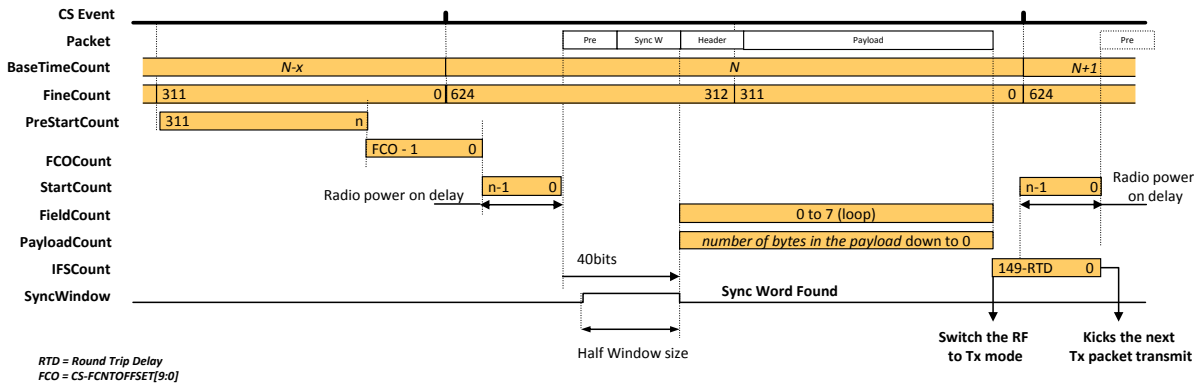 CS Event
Packet
Pre
Sync W
Header
Payload
Pre
BaseTimeCount
N-x
N
N+1
FineCount
311
0
624
312
311
0
624
PreStartCount
311
n
FCOCount
FCO - 1
0
StartCount
Radio power on delay
n-1
0
n-1
0
Radio power
on delay
FieldCount
0 to 7 (loop)
PayloadCount
number of bytes in the payload down to 0
IFSCount
40bits
149-RTD
0
SyncWindow
Sync Word Found
Half Window size
Switch the RF
to Tx mode
Kicks the next
Tx packet transmit
RTD = Round Trip Delay
FCO = CS-FCNTOFFSET[9:0]